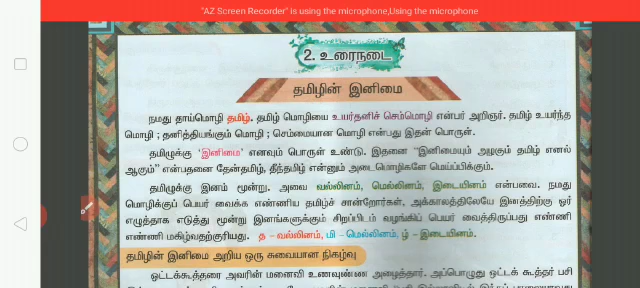 "AZ Screen Recorder" is using the microphone,Using the microphone
2. உரைநடை
தமிழின் இனிமை
நமது தாய்மொழி தமிழ். தமிழ் மொழியை உயர்தனிச் செம்மொழி என்பர் அறிஞர். தமிழ் உயர்ந்த
மொழி ; தனித்தியங்கும் மொழி ; செம்மையான மொழி என்பது இதன் பொருள்.
தமிழுக்கு 'இனிமை' எனவும் பொருள் உண்டு. இதனை "இனிமையும் அழகும் தமிழ் எனல்
ஆகும்" என்பதனை தேன்தமிழ், தீந்தமிழ் என்னும் அடைமொழிகளே மெய்ப்பிக்கும்.
தமிழுக்கு இனம் மூன்று. அவை வல்லினம், மெல்லினம், இடையினம் என்பவை. நமது
மொழிக்குப் பெயர் வைக்க எண்ணிய தமிழ்ச் சான்றோர்கள், அக்காலத்திலேயே இனத்திற்கு ஓர்
எழுத்தாக எடுத்து மூன்று இனங்களுக்கும் சிறப்பிடம் வழங்கிப் பெயர் வைத்திருப்பது எண்ணி
எண்ணி மகிழ்வதற்குரியது. த – வல்லினம், மி – மெல்லினம், ழ் – இடையினம்.
தமிழின் இனிமை அறிய ஒரு சுவையான நிகழ்வு
ஒட்டக்கூத்தரை அவரின் மனைவி உணவுண்ண அழைத்தார். அப்பொழுது ஒட்டக் கூத்தர் பசி